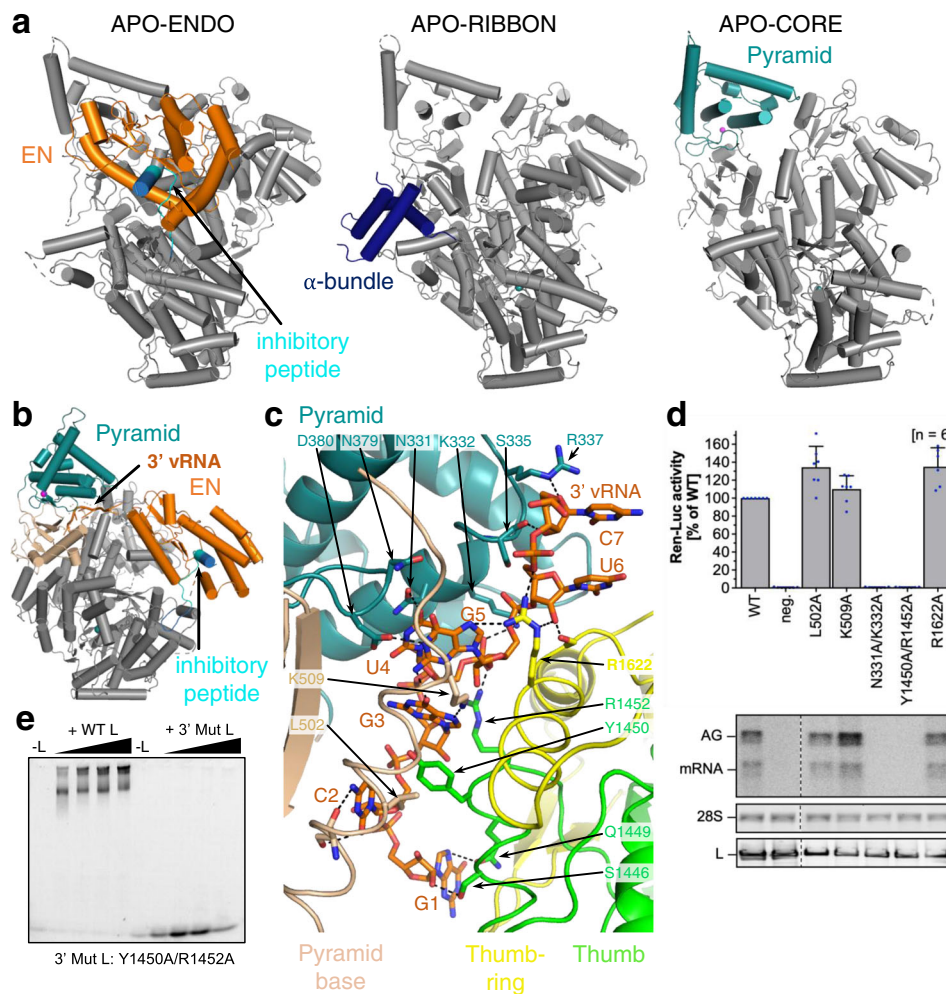 a
APO-ENDO
APO-RIBBON
APO-CORE
Pyramid
EN
α-bundle
inhibitory
peptide
b
Pyramid
3' vRNA
EN
inhibitory
peptide
c
Pyramid
D380 N379 N331 K332 S335 R337
3' vRNA
C7
U6
G5
U4
R1622
K509
R1452
G3
Y1450
L502
C2
Q1449
S1446
G1
Pyramid
base
Thumb-
ring
Thumb
d
[n = 6
Ren-Luc activity
[% of WT]
160
140
120
100
80
60
40
20
0
WT
neg.
L502A
K509A
N331A/K332A
Y1450A/R1452A
R1622A
AG
mRNA
28S
L
e
-L
+ WT L
-L
+ 3' Mut L
3' Mut L: Y1450A/R1452A